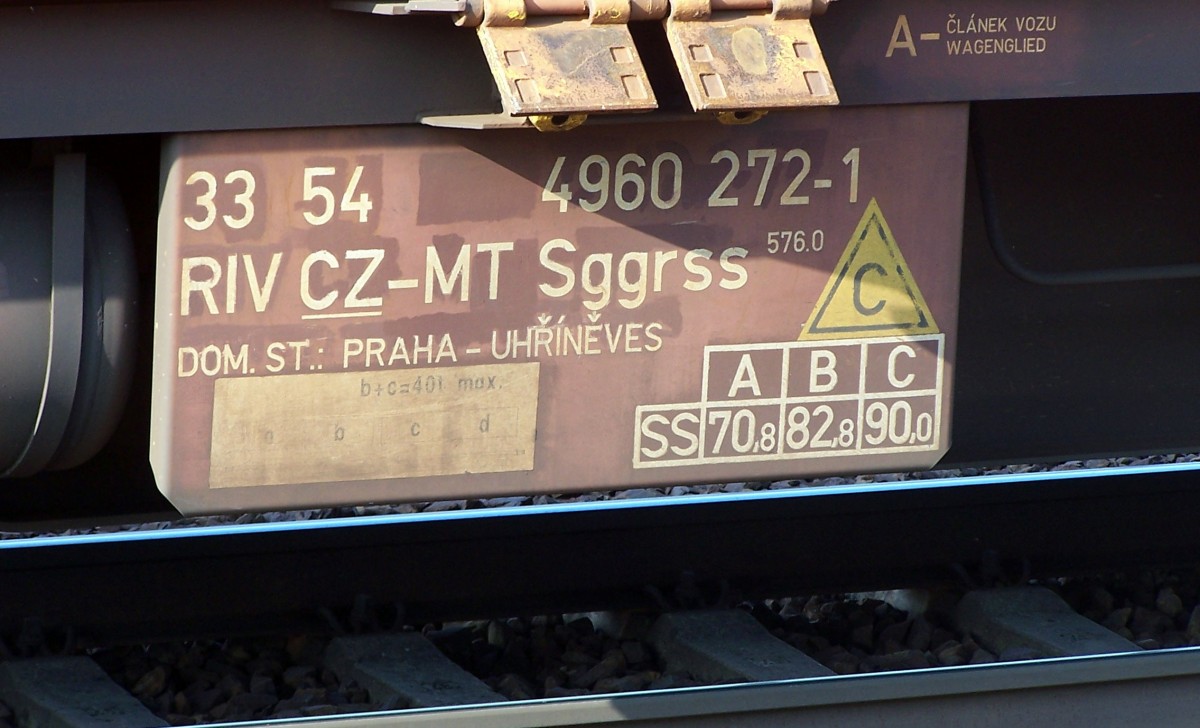 A- ČLÁNEK VOZU
WAGENGLIED
33 54 4960 272-1
RIV CZ-MT Sggrss 576.0
C
DOM. ST.: PRAHA - UHŘÍNĚVES
b+c=40t max.
a b c d
A B C
SS 70,8 82,8 90,0